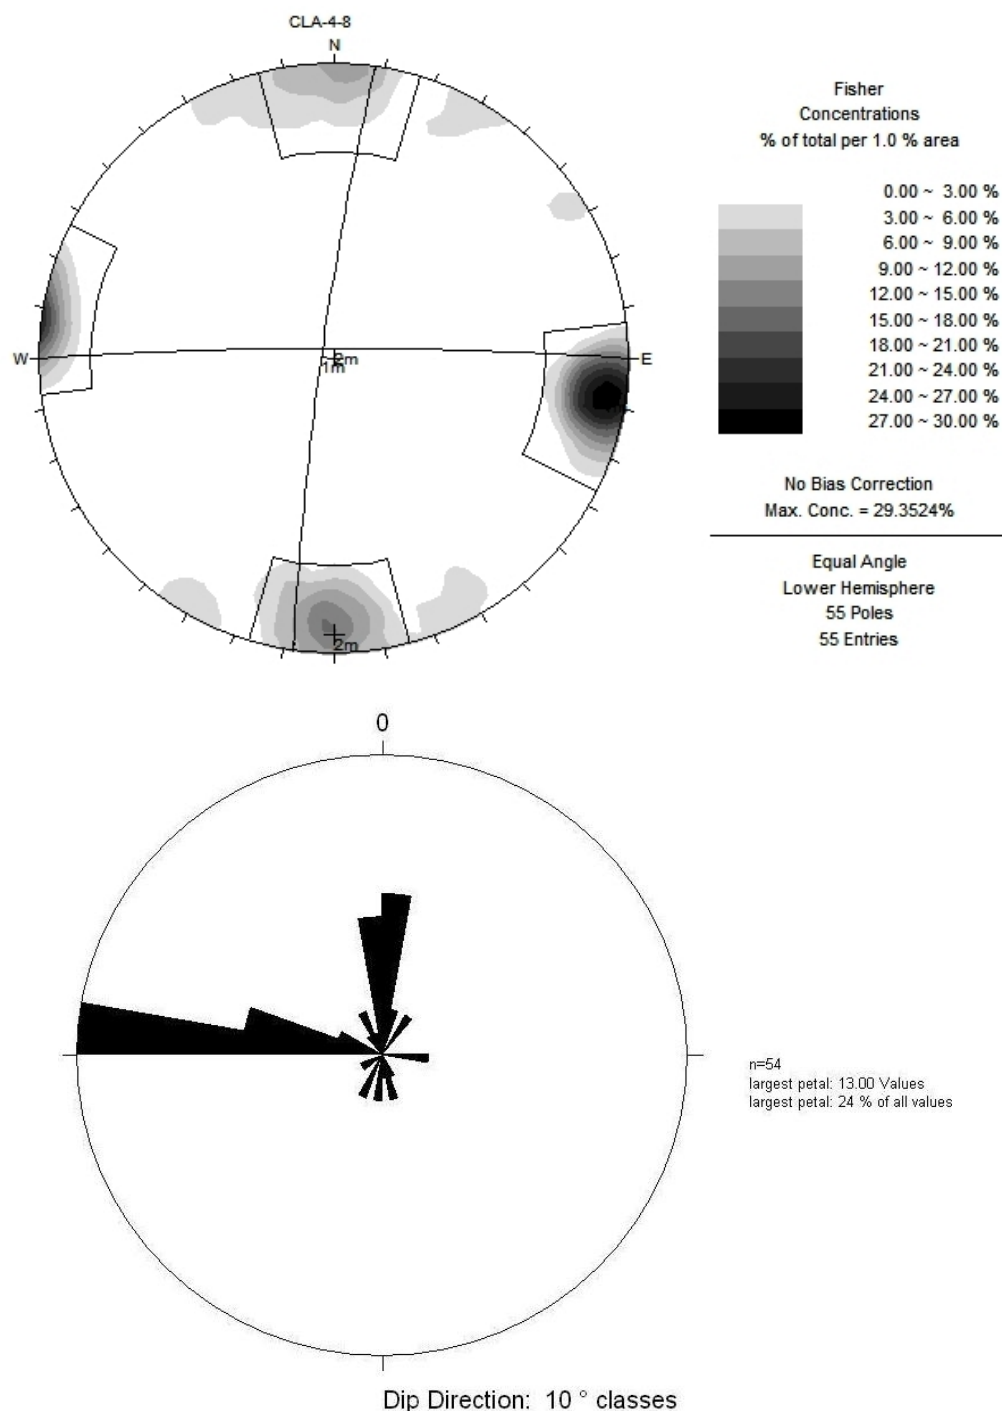 CLA-4-8
N
W
E
2m
1m
2m
Fisher
Concentrations
% of total per 1.0 % area
0.00 ~ 3.00 %
3.00 ~ 6.00 %
6.00 ~ 9.00 %
9.00 ~ 12.00 %
12.00 ~ 15.00 %
15.00 ~ 18.00 %
18.00 ~ 21.00 %
21.00 ~ 24.00 %
24.00 ~ 27.00 %
27.00 ~ 30.00 %
No Bias Correction
Max. Conc. = 29.3524%
Equal Angle
Lower Hemisphere
55 Poles
55 Entries
0
n=54
largest petal: 13.00 Values
largest petal: 24 % of all values
Dip Direction: 10 ° classes